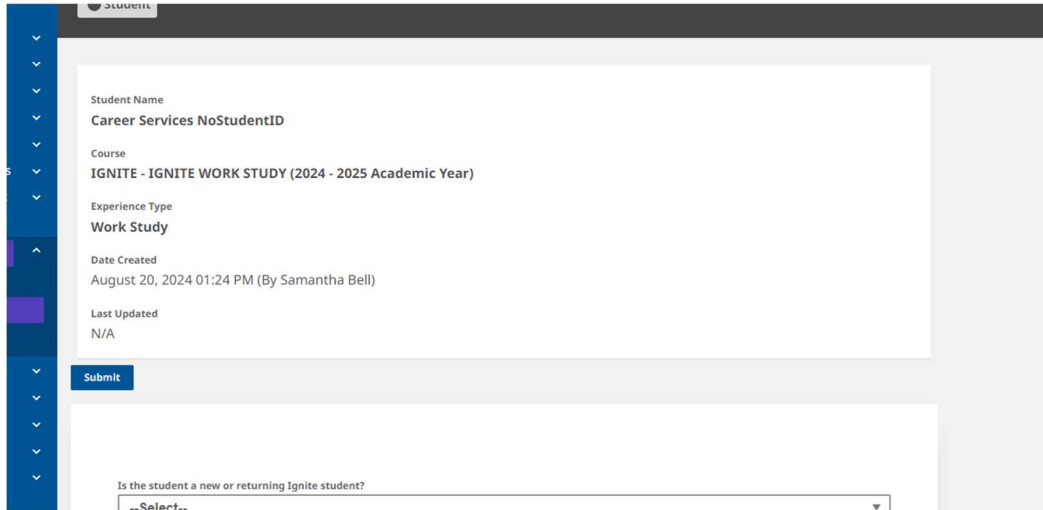 Student
s
Student Name
Career Services NoStudentID
Course
IGNITE - IGNITE WORK STUDY (2024 - 2025 Academic Year)
Experience Type
Work Study
Date Created
August 20, 2024 01:24 PM (By Samantha Bell)
Last Updated
N/A
Submit
Is the student a new or returning Ignite student?
--Select--